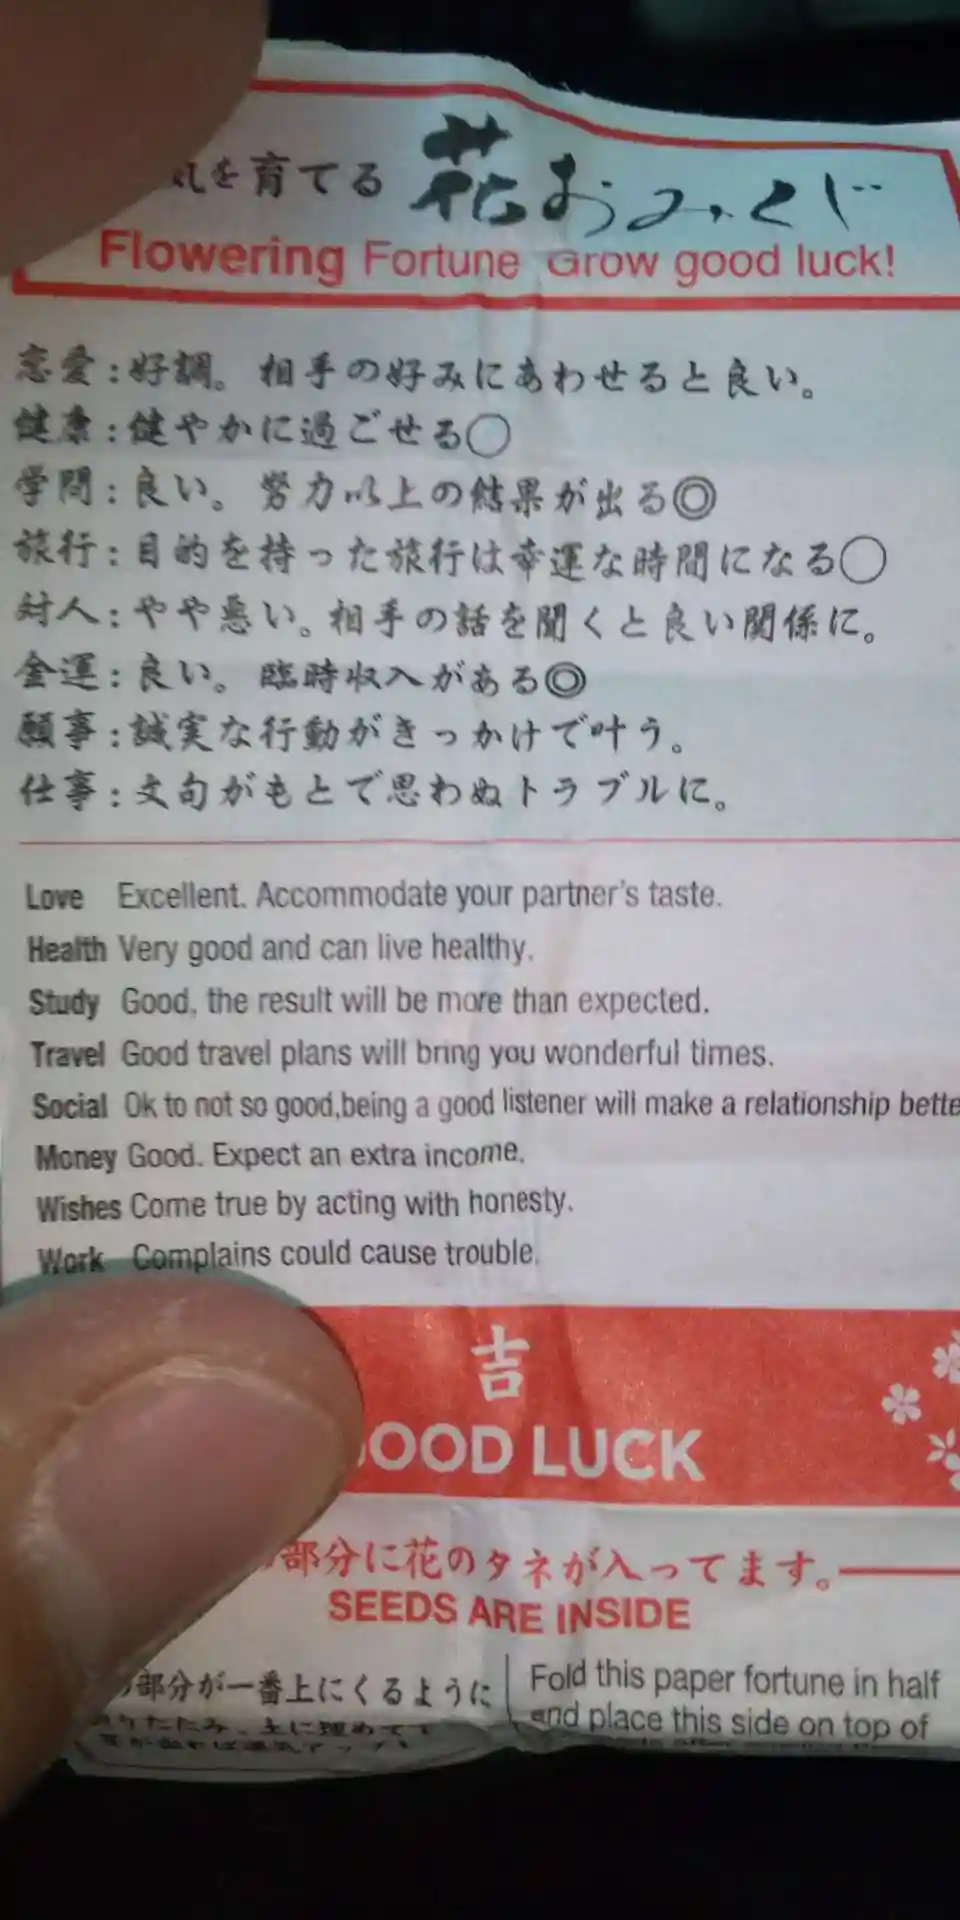 を育てる 花おみくじ
Flowering Fortune Grow good luck!
恋愛:好調。相手の好みにあわせると良い。
健康:健やかに過ごせる○
学問:良い。努力以上の結果が出る◎
旅行:目的を持った旅行は幸運な時間になる○
対人:やや悪い。相手の話を聞くと良い関係に。
金運:良い。臨時収入がある◎
願事:誠実な行動がきっかけで叶う。
仕事:文句がもとで思わぬトラブルに。
Love Excellent. Accommodate your partner's taste.
Health Very good and can live healthy.
Study Good, the result will be more than expected.
Travel Good travel plans will bring you wonderful times.
Social Ok to not so good,being a good listener will make a relationship bette
Money Good. Expect an extra income.
Wishes Come true by acting with honesty.
Work Complains could cause trouble.
吉
OOD LUCK
部分に花のタネが入ってます。
SEEDS ARE INSIDE
部分が一番上にくるように
Fold this paper fortune in half
and place this side on top of